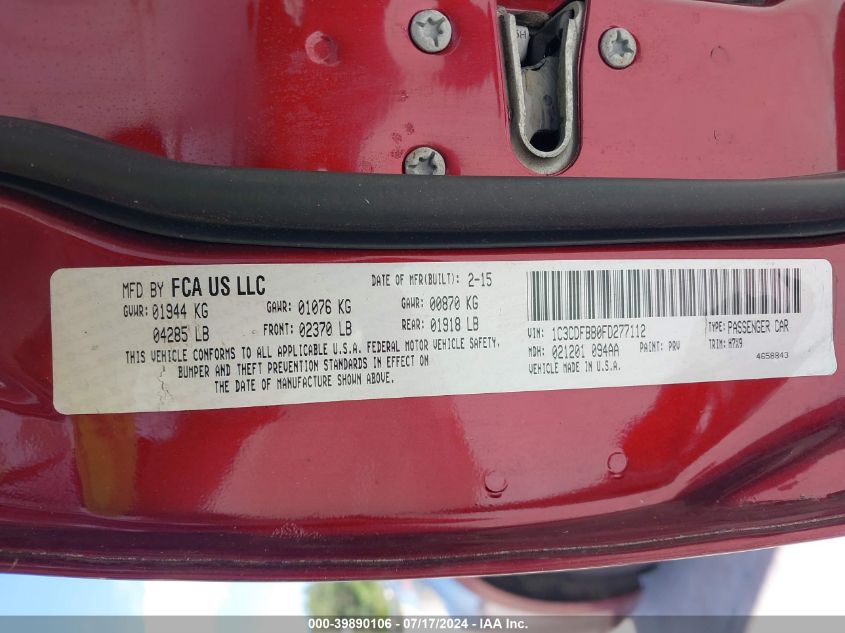 MFD BY FCA US LLC
DATE OF MFR(BUILT): 2-15
GVWR: 01944 KG
GAWR: 01076 KG
GAWR: 00870 KG
04285 LB
FRONT: 02370 LB
REAR: 01918 LB
THIS VEHICLE CONFORMS TO ALL APPLICABLE U.S.A. FEDERAL MOTOR VEHICLE SAFETY,
BUMPER AND THEFT PREVENTION STANDARDS IN EFFECT ON
THE DATE OF MANUFACTURE SHOWN ABOVE.
VIN: 1C3CDFBB0FD277112
TYPE: PASSENGER CAR
MDH: 021201 094AA
PAINT: PRV
TRIM: H7X9
VEHICLE MADE IN U.S.A.
4658843
000-39890106 / 07/17/2024 - IAA Inc.